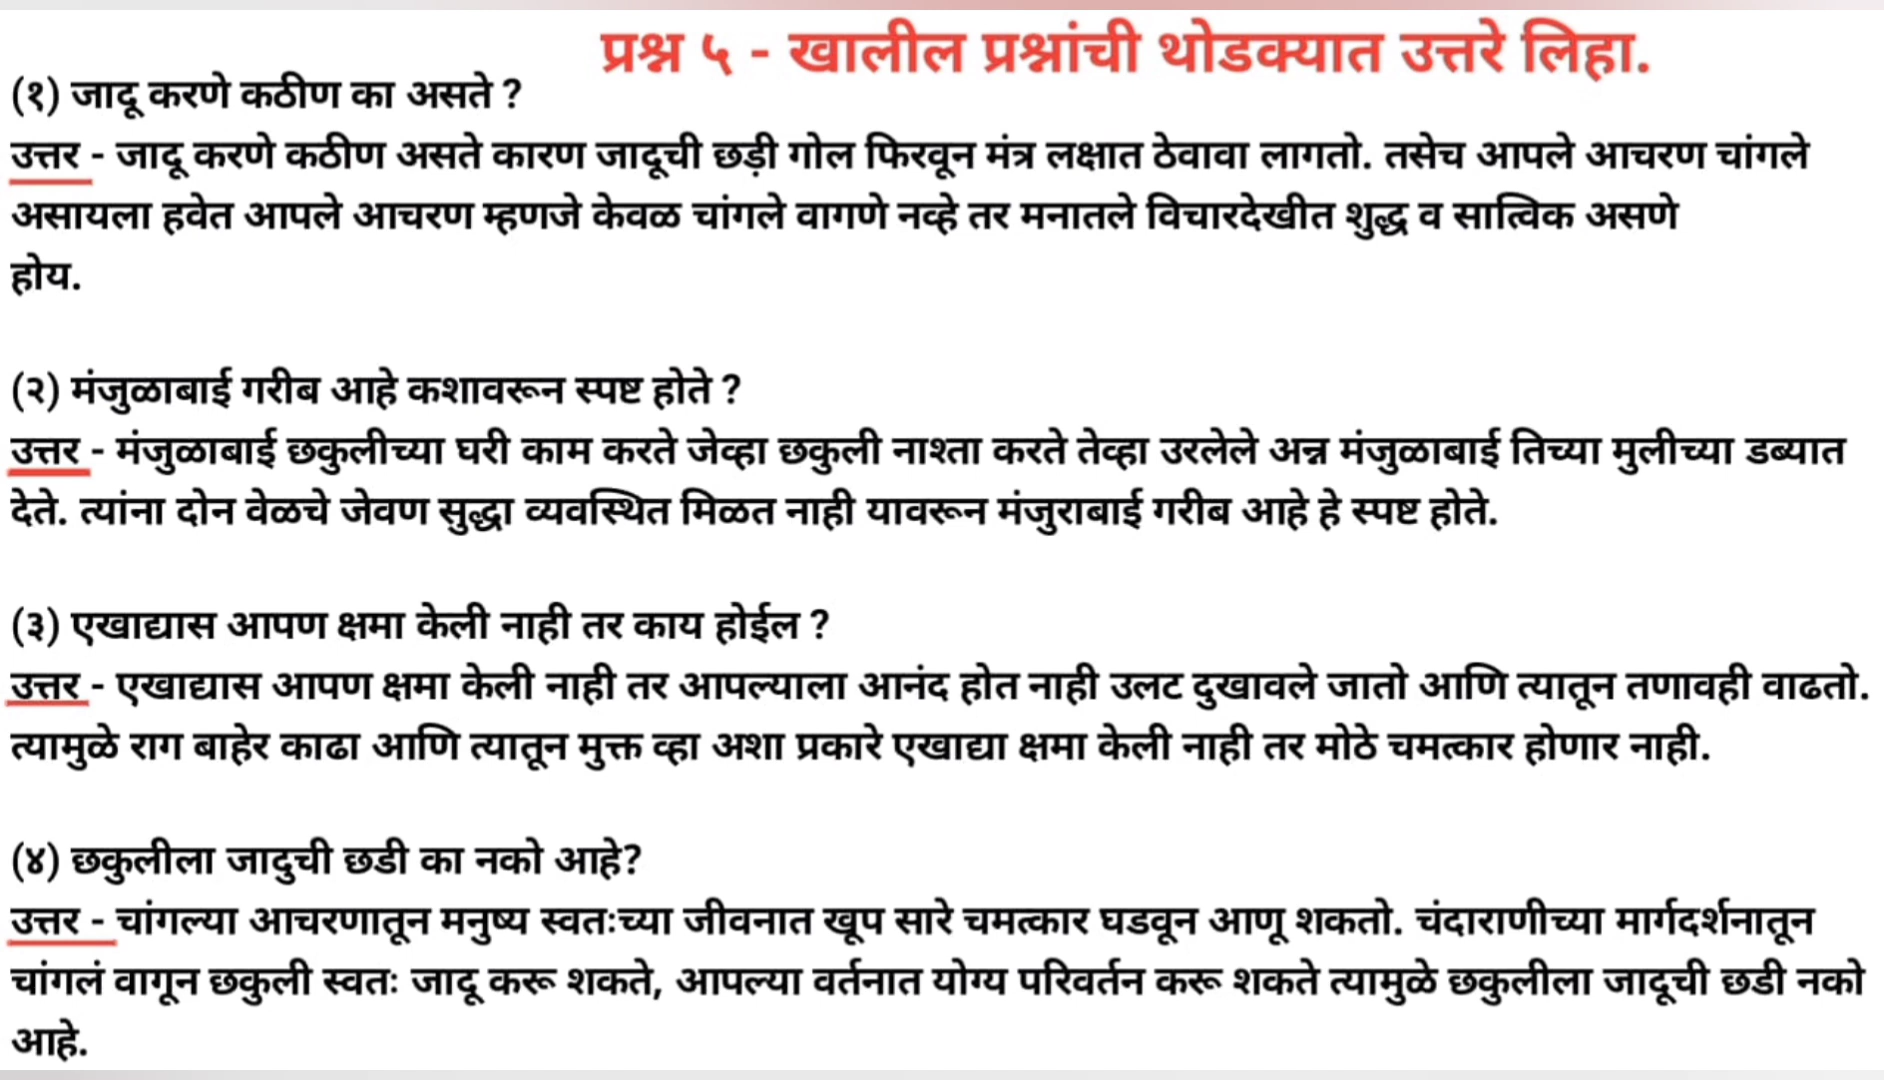 प्रश्न ५ - खालील प्रश्नांची थोडक्यात उत्तरे लिहा.
(१) जादू करणे कठीण का असते ?
उत्तर - जादू करणे कठीण असते कारण जादूची छड़ी गोल फिरवून मंत्र लक्षात ठेवावा लागतो. तसेच आपले आचरण चांगले
असायला हवेत आपले आचरण म्हणजे केवळ चांगले वागणे नव्हे तर मनातले विचारदेखीत शुद्ध व सात्विक असणे
होय.
(२) मंजुळाबाई गरीब आहे कशावरून स्पष्ट होते ?
उत्तर - मंजुळाबाई छकुलीच्या घरी काम करते जेव्हा छकुली नाश्ता करते तेव्हा उरलेले अन्न मंजुळाबाई तिच्या मुलीच्या डब्यात
देते. त्यांना दोन वेळचे जेवण सुद्धा व्यवस्थित मिळत नाही यावरून मंजुराबाई गरीब आहे हे स्पष्ट होते.
(३) एखाद्यास आपण क्षमा केली नाही तर काय होईल ?
उत्तर - एखाद्यास आपण क्षमा केली नाही तर आपल्याला आनंद होत नाही उलट दुखावले जातो आणि त्यातून तणावही वाढतो.
त्यामुळे राग बाहेर काढा आणि त्यातून मुक्त व्हा अशा प्रकारे एखाद्या क्षमा केली नाही तर मोठे चमत्कार होणार नाही.
(४) छकुलीला जादुची छडी का नको आहे?
उत्तर - चांगल्या आचरणातून मनुष्य स्वतःच्या जीवनात खूप सारे चमत्कार घडवून आणू शकतो. चंदाराणीच्या मार्गदर्शनातून
चांगलं वागून छकुली स्वतः जादू करू शकते, आपल्या वर्तनात योग्य परिवर्तन करू शकते त्यामुळे छकुलीला जादूची छडी नको
आहे.